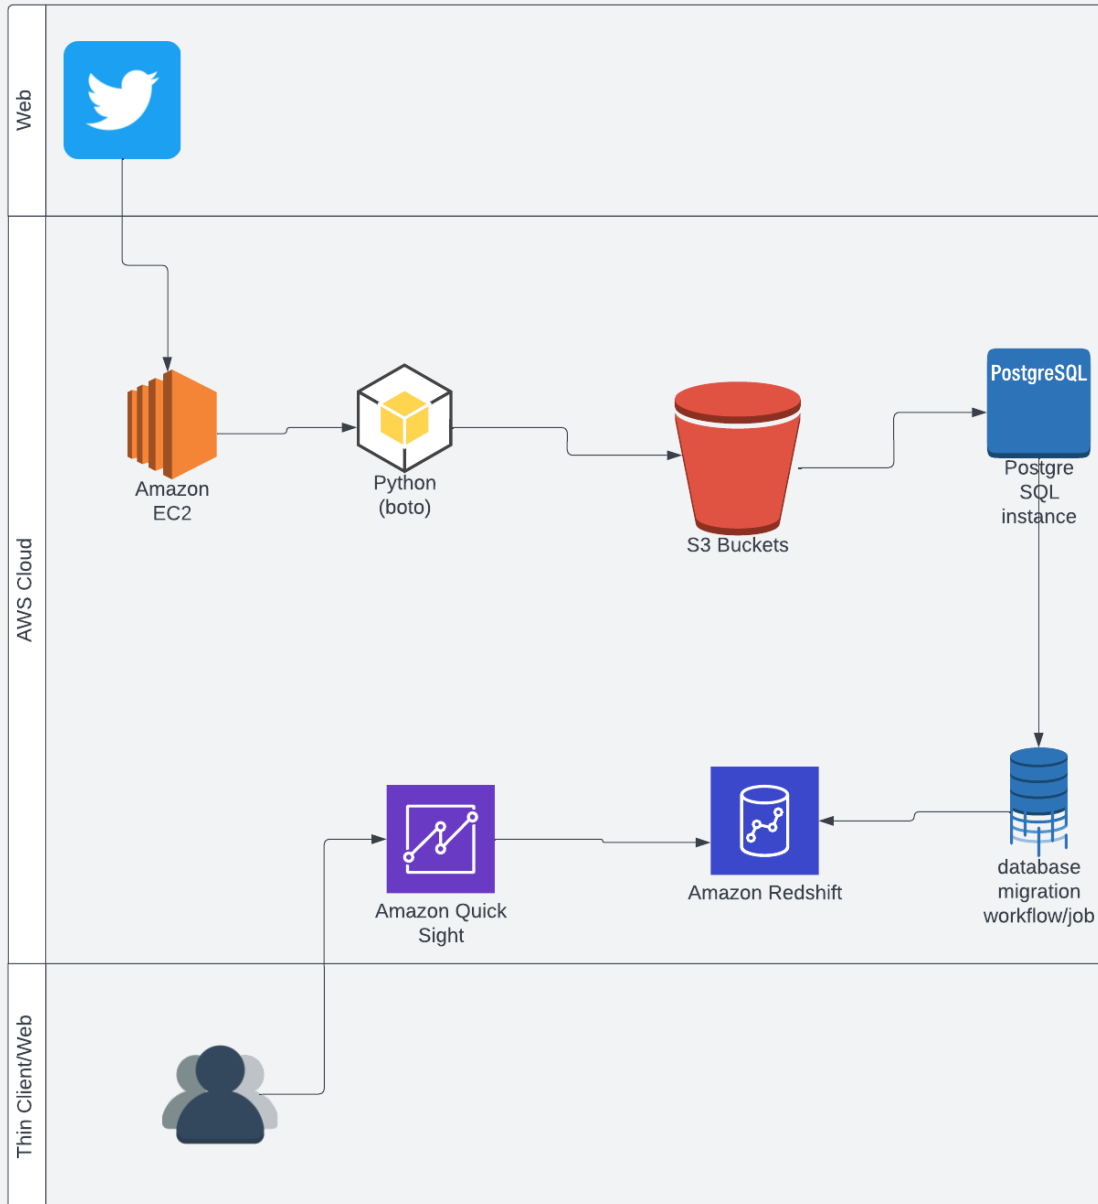 Web
AWS Cloud
Amazon
EC2
Python
(boto)
S3 Buckets
PostgreSQL
Postgre
SQL
instance
Amazon Quick
Sight
Amazon Redshift
database
migration
workflow/job
Thin Client/Web